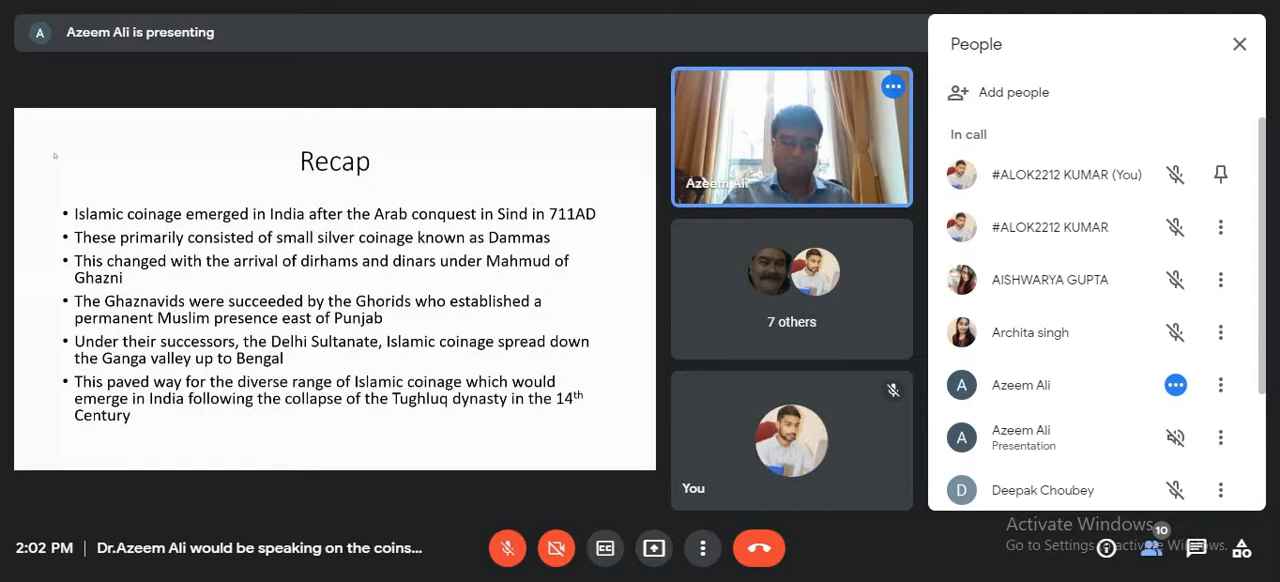 A
Azeem Ali is presenting
Recap
• Islamic coinage emerged in India after the Arab conquest in Sind in 711AD
• These primarily consisted of small silver coinage known as Dammas
• This changed with the arrival of dirhams and dinars under Mahmud of
Ghazni
• The Ghaznavids were succeeded by the Ghorids who established a
permanent Muslim presence east of Punjab
• Under their successors, the Delhi Sultanate, Islamic coinage spread down
the Ganga valley up to Bengal
• This paved way for the diverse range of Islamic coinage which would
emerge in India following the collapse of the Tughluq dynasty in the 14th
Century
Azeem Ali
7 others
You
People
Add people
In call
#ALOK2212 KUMAR (You)
#ALOK2212 KUMAR
AISHWARYA GUPTA
Archita singh
A
Azeem Ali
A
Azeem Ali
Presentation
D
Deepak Choubey
Activate Windows
Go to Settings to activate Windows.
2:02 PM | Dr.Azeem Ali would be speaking on the coins...
CC
10